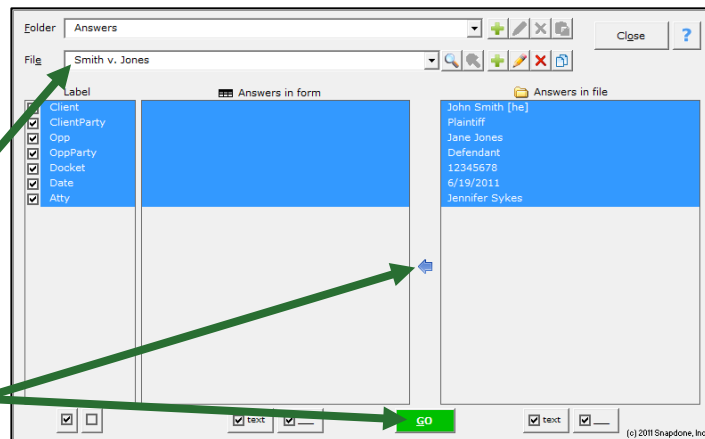 Folder Answers Close ?
File Smith v. Jones
Label Answers in form Answers in file
Client John Smith [he]
ClientParty Plaintiff
Opp Jane Jones
OppParty Defendant
Docket 12345678
Date 6/19/2011
Atty Jennifer Sykes
text GO text
(c) 2011 Snapdone, Inc